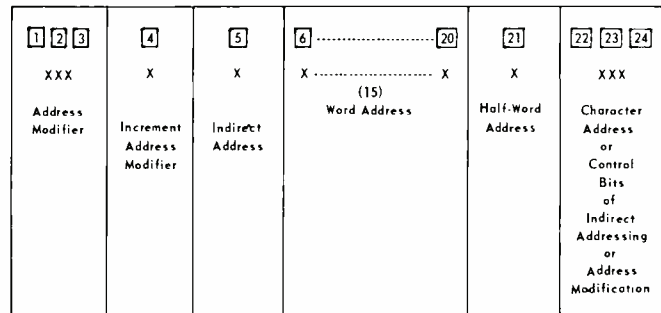 1 2 3 4 5 6 .................... 20 21 22 23 24
XXX X X X .................... X X XXX
(15)
Address Modifier
Increment Address Modifier
Indirect Address
Word Address
Half-Word Address
Character Address or Control Bits of Indirect Addressing or Address Modification